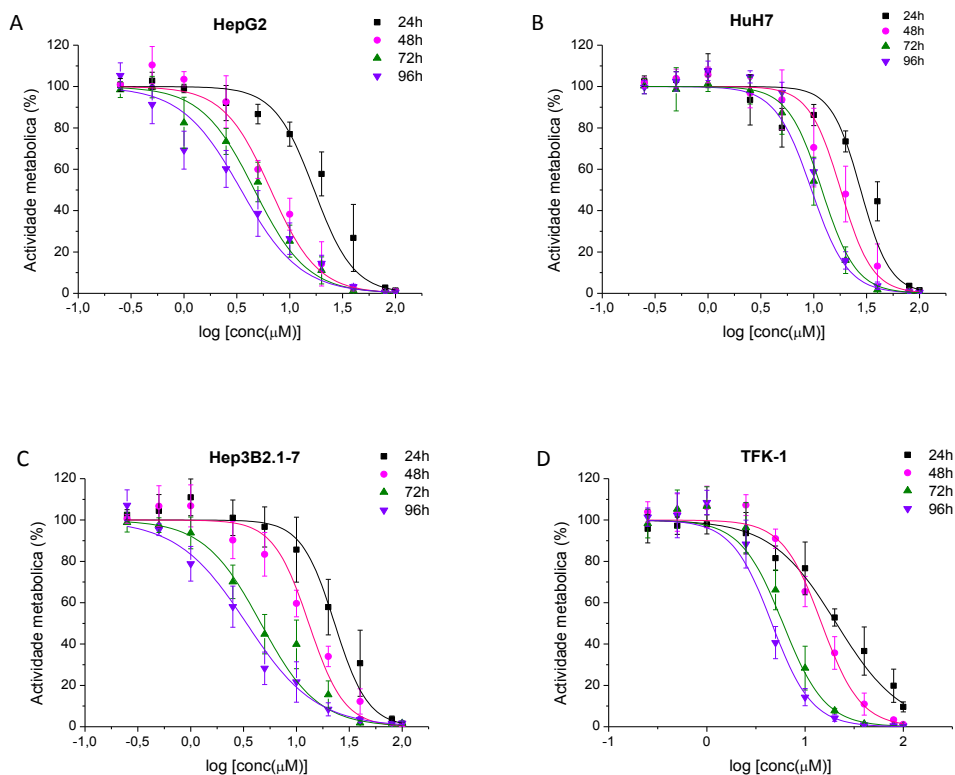 A
HepG2
24h
48h
72h
96h
Actividade metabolica (%)
120
100
80
60
40
20
0
-1,0
-0,5
0,0
0,5
1,0
1,5
2,0
log [conc(μM)]
B
HuH7
24h
48h
72h
96h
Actividade metabolica (%)
120
100
80
60
40
20
0
-1,0
-0,5
0,0
0,5
1,0
1,5
2,0
log [conc(μM)]
C
Hep3B2.1-7
24h
48h
72h
96h
Actividade metabolica (%)
120
100
80
60
40
20
0
-1,0
-0,5
0,0
0,5
1,0
1,5
2,0
log [conc(μM)]
D
TFK-1
24h
48h
72h
96h
Actividade metabolica (%)
120
100
80
60
40
20
0
-1
0
1
2
log [conc(μM)]